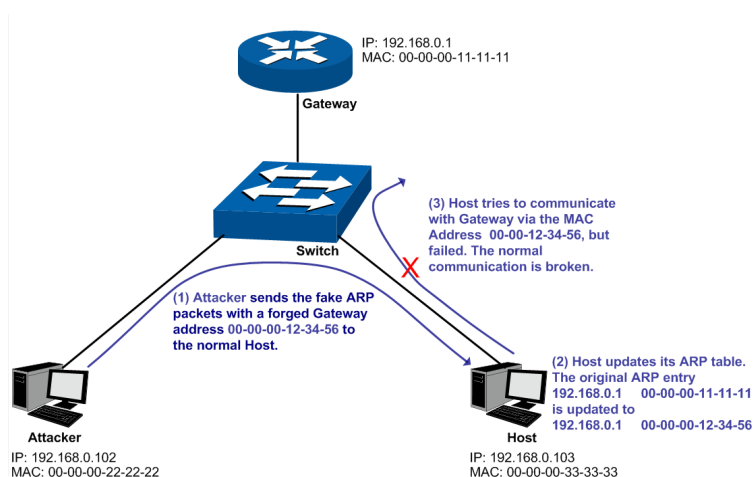 IP: 192.168.0.1
MAC: 00-00-00-11-11-11
Gateway
(3) Host tries to communicate
with Gateway via the MAC
Address 00-00-12-34-56, but
failed. The normal
communication is broken.
Switch
(1) Attacker sends the fake ARP
packets with a forged Gateway
address 00-00-00-12-34-56 to
the normal Host.
(2) Host updates its ARP table.
The original ARP entry
192.168.0.1 00-00-00-11-11-11
is updated to
192.168.0.1 00-00-00-12-34-56
Attacker
IP: 192.168.0.102
MAC: 00-00-00-22-22-22
Host
IP: 192.168.0.103
MAC: 00-00-00-33-33-33